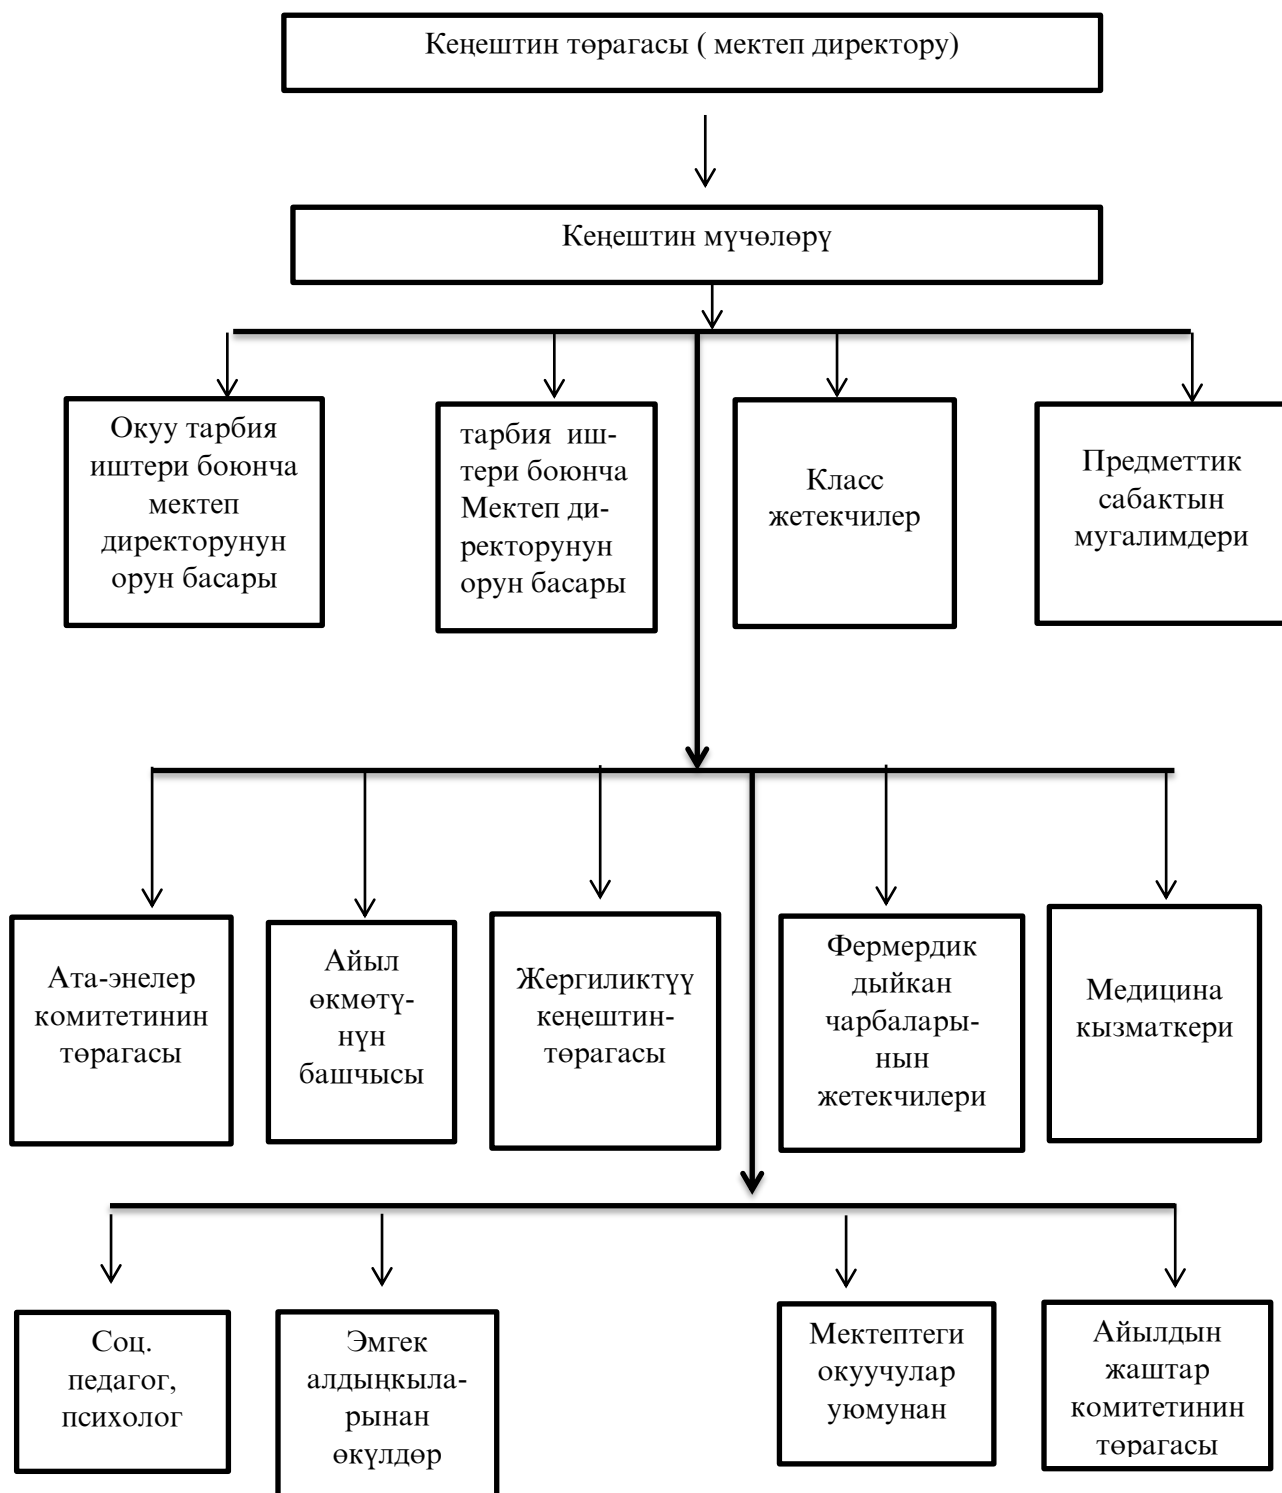 Кеңештин төрагасы ( мектеп директору)
Кеңештин мүчөлөрү
Окуу тарбия
иштери боюнча
мектеп
директорунун
орун басары
тарбия иш-
тери боюнча
Мектеп ди-
ректорунун
орун басары
Класс
жетекчилер
Предметтик
сабактын
мугалимдери
Ата-энелер
комитетинин
төрагасы
Айыл
өкмөтү-
нүн
башчысы
Жергиликтүү
кеңештин-
төрагасы
Фермердик
дыйкан
чарбалары-
нын
жетекчилери
Медицина
кызматкери
Соц.
педагог,
психолог
Эмгек
алдыңкыла-
рынан
өкүлдөр
Мектептеги
окуучулар
уюмунан
Айылдын
жаштар
комитетинин
төрагасы